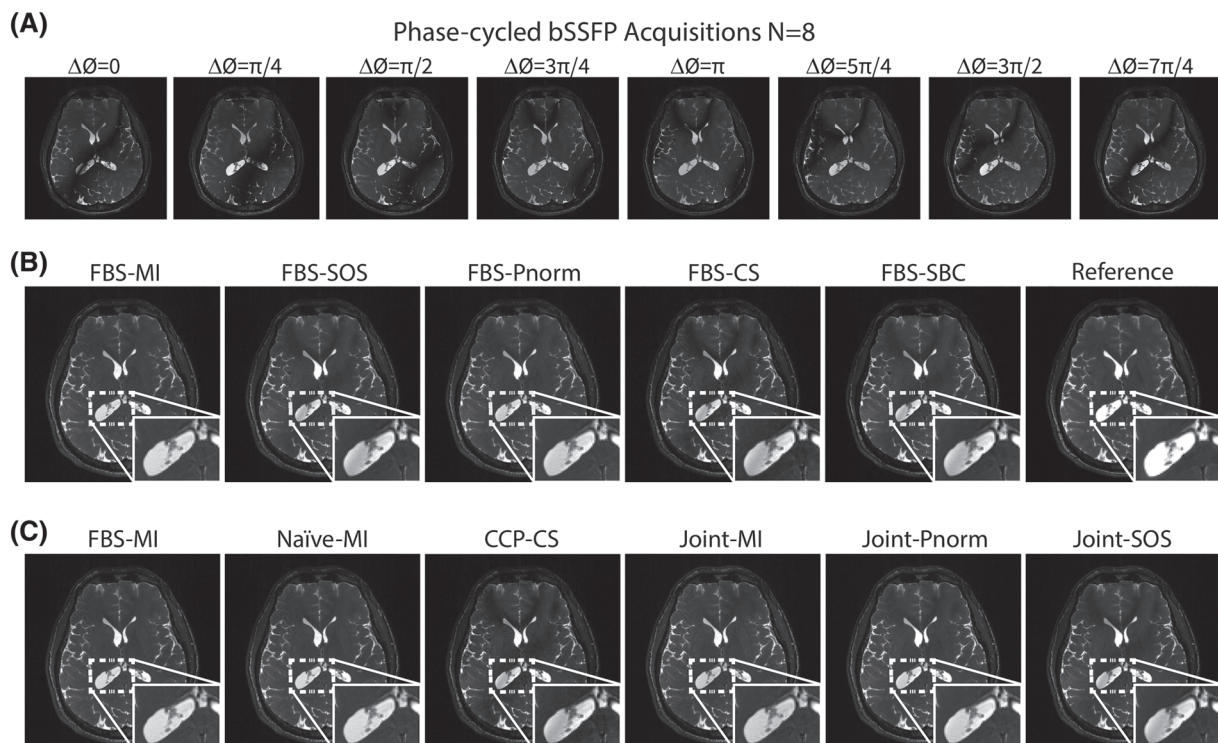 (A)
Phase-cycled bSSFP Acquisitions N=8
ΔØ=0 ΔØ=π/4 ΔØ=π/2 ΔØ=3π/4 ΔØ=π ΔØ=5π/4 ΔØ=3π/2 ΔØ=7π/4
(B)
FBS-MI FBS-SOS FBS-Pnorm FBS-CS FBS-SBC Reference
(C)
FBS-MI Naïve-MI CCP-CS Joint-MI Joint-Pnorm Joint-SOS